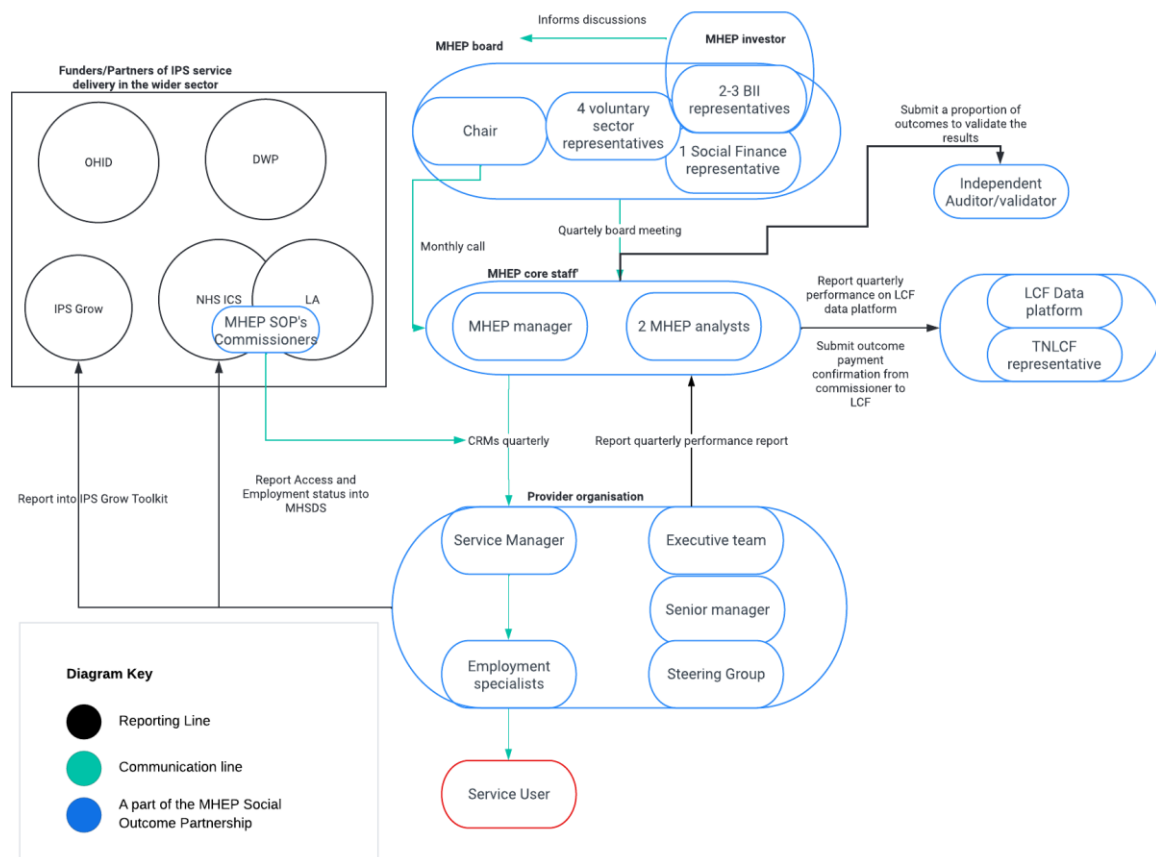 Informs discussions
MHEP board
MHEP investor
Funders/Partners of IPS service
delivery in the wider sector
OHID
DWP
IPS Grow
NHS ICS
LA
MHEP SOP's
Commissioners
Chair
4 voluntary
sector
representatives
2-3 BII
representatives
1 Social Finance
representative
Submit a proportion of
outcomes to validate the
results
Independent
Auditor/validator
Monthly call
Quartely board meeting
MHEP core staff'
MHEP manager
2 MHEP analysts
Report quarterly
performance on LCF
data platform
Submit outcome
payment
confirmation from
commissioner to
LCF
LCF Data
platform
TNLCF
representative
CRMs quarterly
Report quarterly performance report
Report into IPS Grow Toolkit
Report Access and
Employment status into
MHSDS
Provider organisation
Service Manager
Executive team
Senior manager
Employment
specialists
Steering Group
Service User
Diagram Key
Reporting Line
Communication line
A part of the MHEP Social
Outcome Partnership